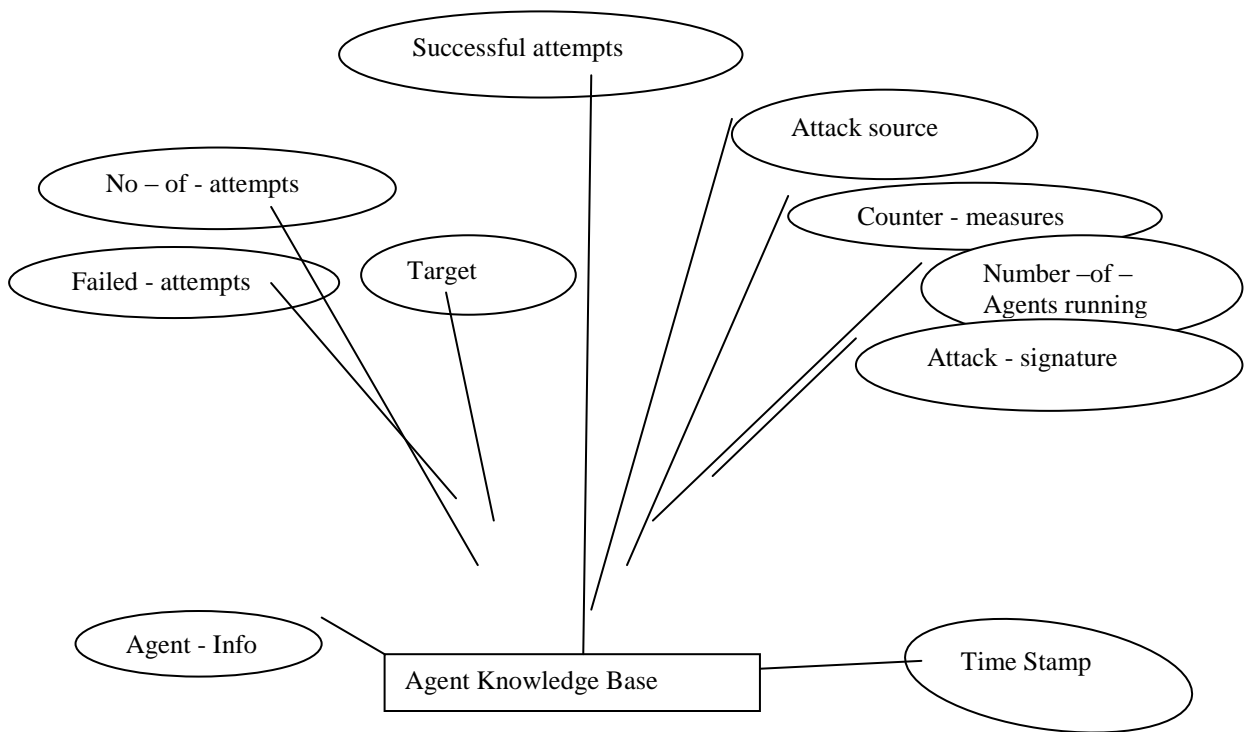 Successful attempts
Attack source
No – of - attempts
Counter - measures
Failed - attempts
Target
Number –of –
Agents running
Attack - signature
Agent - Info
Agent Knowledge Base
Time Stamp